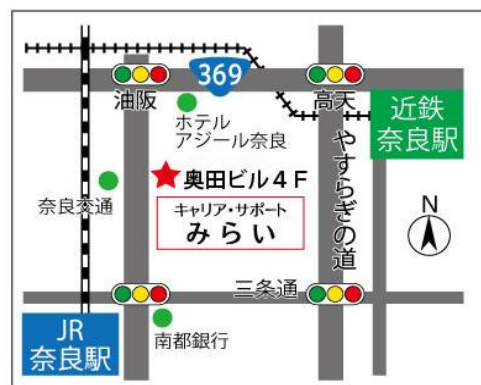 369
油阪
高天
ホテル
アジール奈良
近鉄
奈良駅
やすらぎの道
奥田ビル4F
奈良交通
キャリア・サポート
みらい
N
三条通
JR
奈良駅
南都銀行